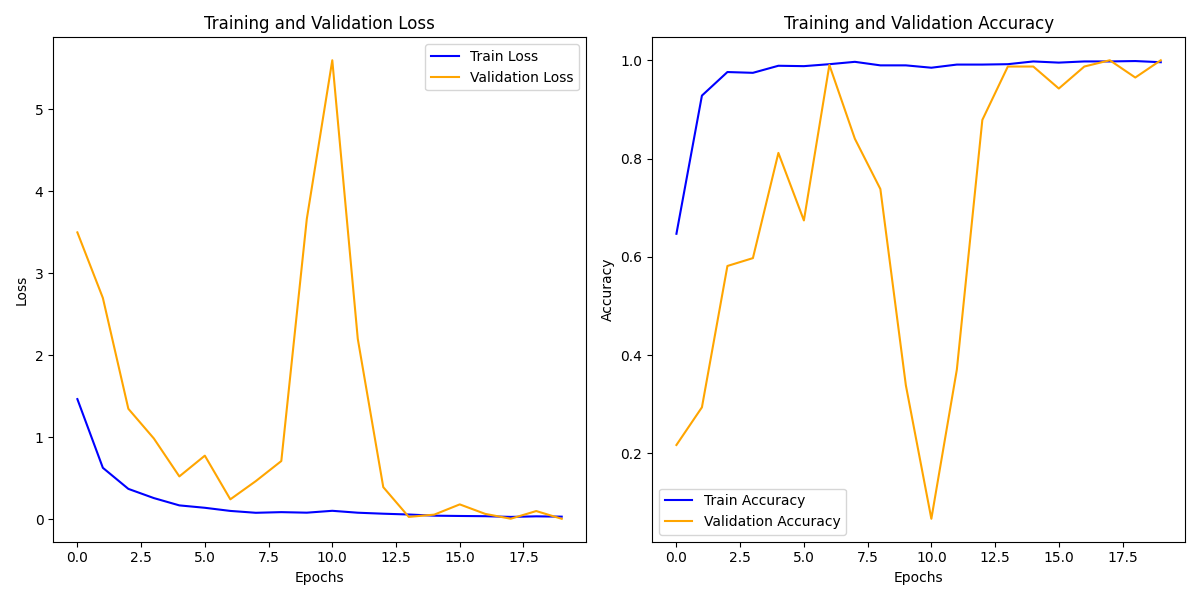 Training and Validation Loss
Train Loss
Validation Loss
5
4
3
2
1
0
Loss
0.0 2.5 5.0 7.5 10.0 12.5 15.0 17.5
Epochs
Training and Validation Accuracy
1.0
0.8
0.6
0.4
0.2
Accuracy
Train Accuracy
Validation Accuracy
0.0 2.5 5.0 7.5 10.0 12.5 15.0 17.5
Epochs